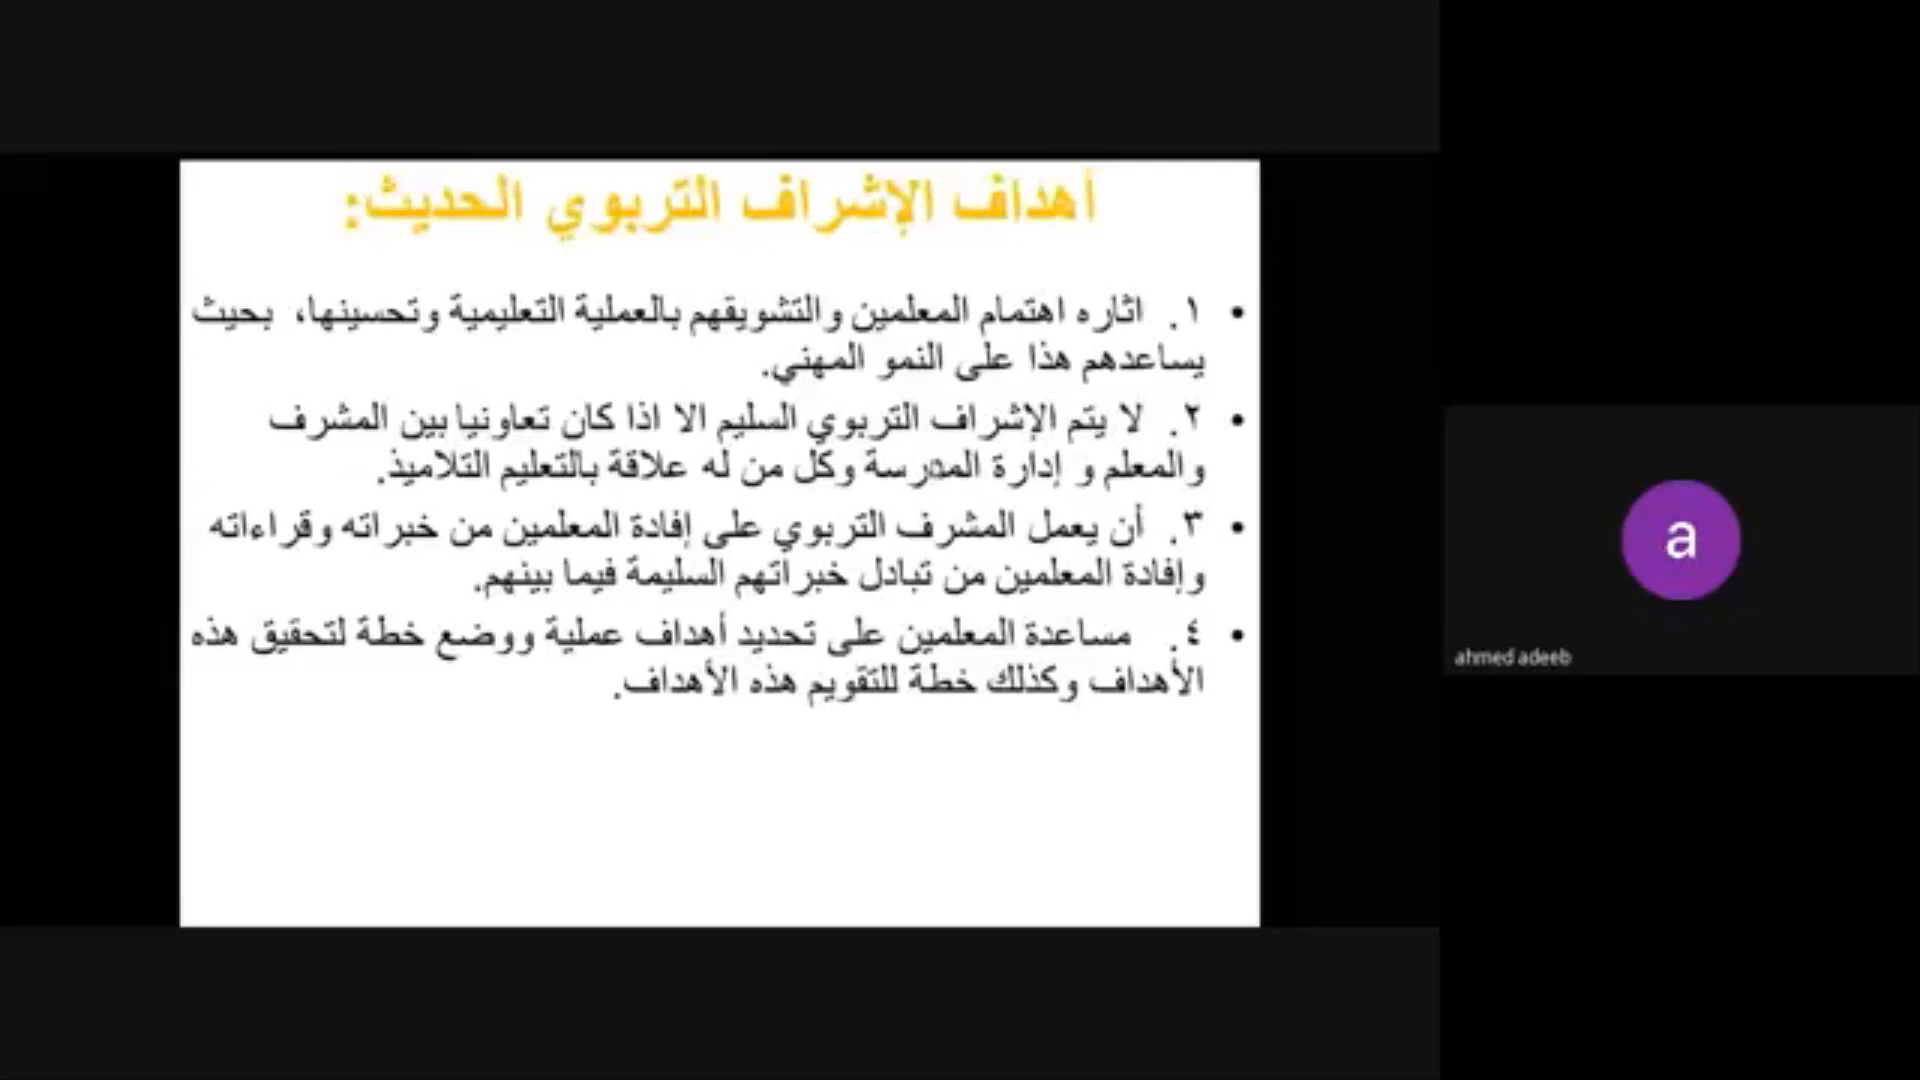 أهداف الإشراف التربوي الحديث:
• ١. اثاره اهتمام المعلمين والتشويقهم بالعملية التعليمية وتحسينها، بحيث
يساعدهم هذا على النمو المهني.
• ٢. لا يتم الإشراف التربوي السليم الا اذا كان تعاونيا بين المشرف
والمعلم و إدارة المدرسة وكل من له علاقة بالتعليم التلاميذ.
• ٣. أن يعمل المشرف التربوي على إفادة المعلمين من خبراته وقراءاته
وإفادة المعلمين من تبادل خبراتهم السليمة فيما بينهم.
• ٤. مساعدة المعلمين على تحديد أهداف عملية ووضع خطة لتحقيق هذه
الأهداف وكذلك خطة للتقويم هذه الأهداف.
a
ahmed adeeb